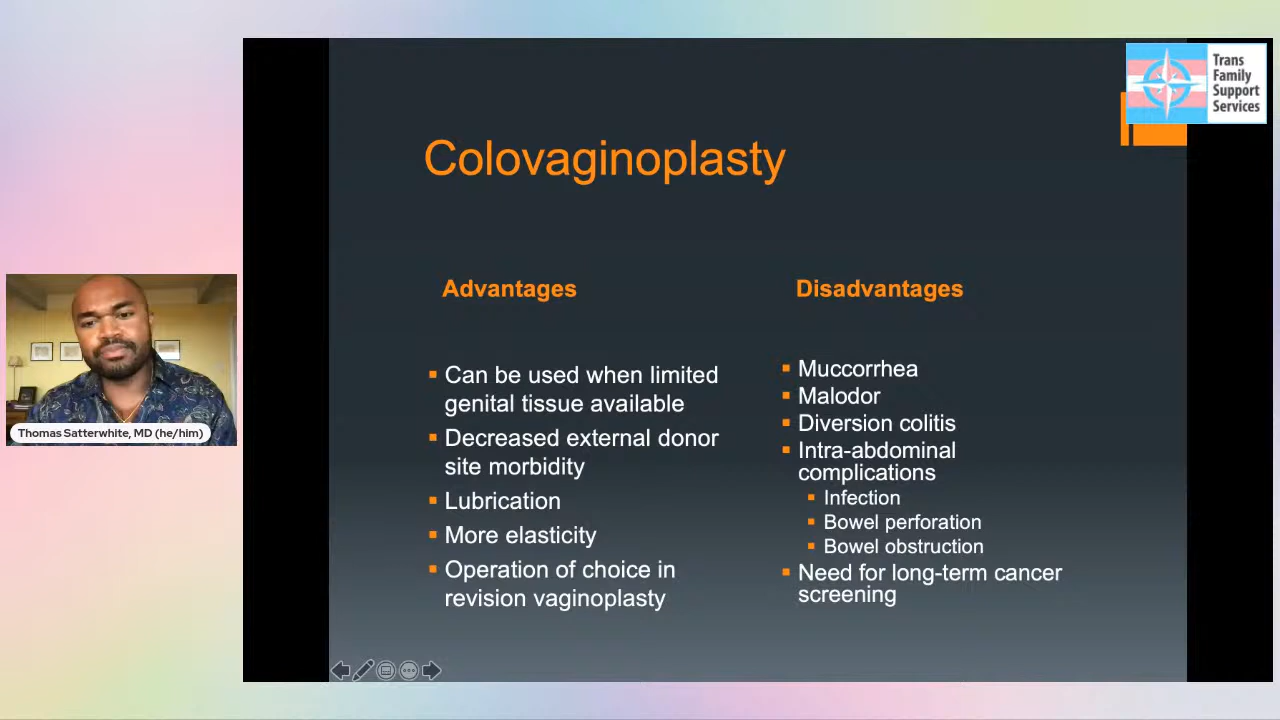 Trans
Family
Support
Services
Colovaginoplasty
Advantages
Can be used when limited
genital tissue available
Decreased external donor
site morbidity
Lubrication
More elasticity
Operation of choice in
revision vaginoplasty
Disadvantages
Muccorrhea
Malodor
Diversion colitis
Intra-abdominal
complications
Infection
Bowel perforation
Bowel obstruction
Need for long-term cancer
screening
Thomas Satterwhite, MD (he/him)